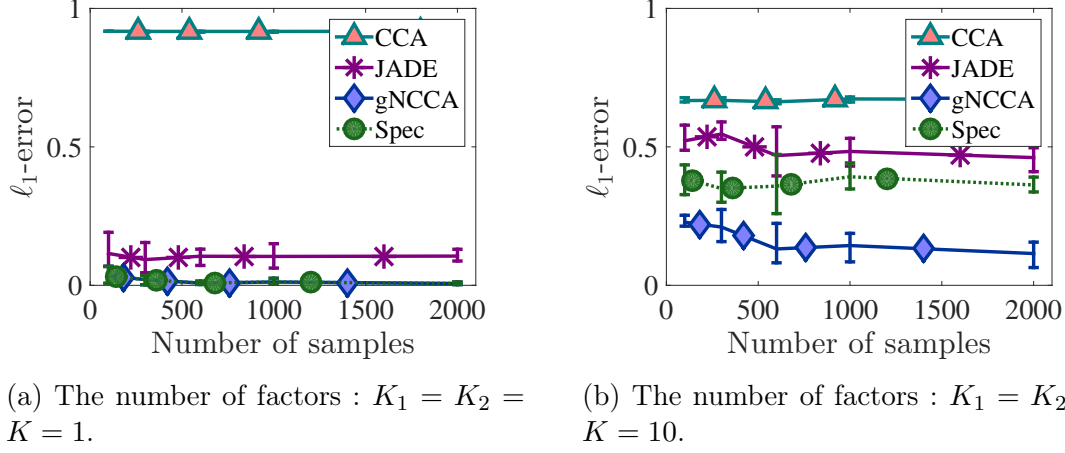 1
0.5
0
ℓ1-error
0 500 1000 1500 2000
Number of samples
CCA
JADE
gNCCA
Spec
(a) The number of factors : K1 = K2 =
K = 1.
1
0.5
0
ℓ1-error
0 500 1000 1500 2000
Number of samples
CCA
JADE
gNCCA
Spec
(b) The number of factors : K1 = K2
K = 10.